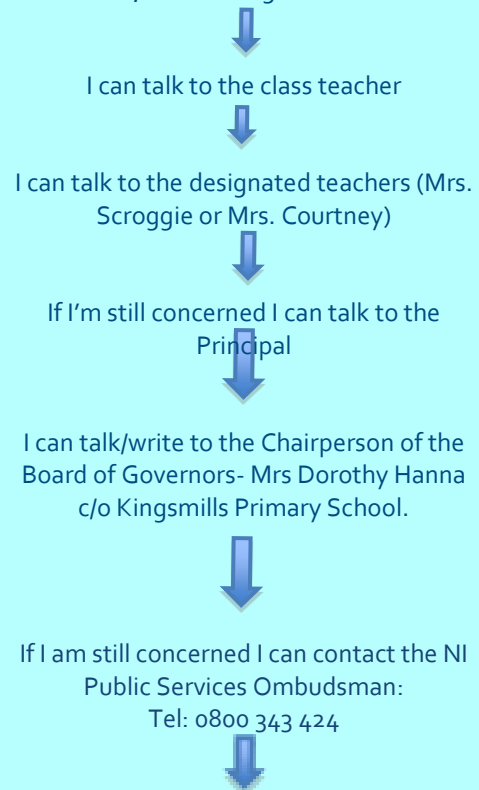 I can talk to the class teacher
I can talk to the designated teachers (Mrs.
Scroggie or Mrs. Courtney)
If I'm still concerned I can talk to the
Principal
I can talk/write to the Chairperson of the
Board of Governors- Mrs Dorothy Hanna
c/o Kingsmills Primary School.
If I am still concerned I can contact the NI
Public Services Ombudsman:
Tel: 0800 343 424